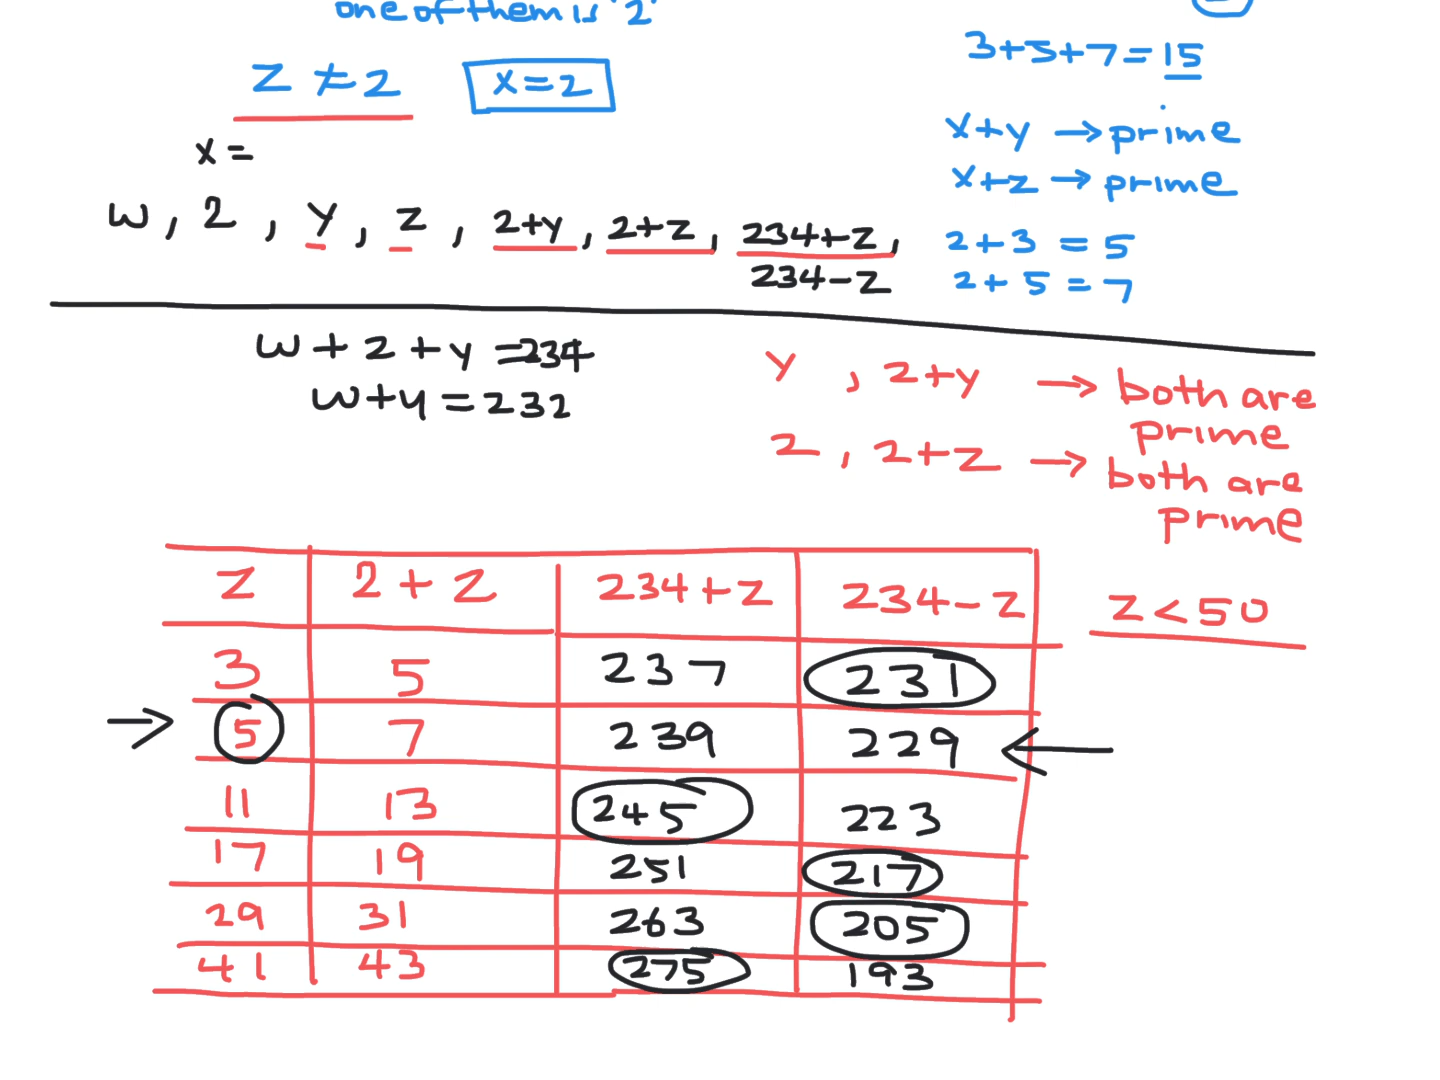 one of them is '2'
3+5+7=15
z ≠ 2
x=2
x+y → prime
x+z → prime
x =
w, 2, y, z, 2+y, 2+z, 234+z,
234-z
2+3 = 5
2+5 = 7
w+2+y =234
w+y = 232
y, 2+y → both are
prime
z, 2+z → both are
prime
z 2+z 234+z 234-z
z < 50
3 5 237 231
→ 5 7 239 229 ←
11 13 245 223
17 19 251 217
29 31 263 205
41 43 275 193